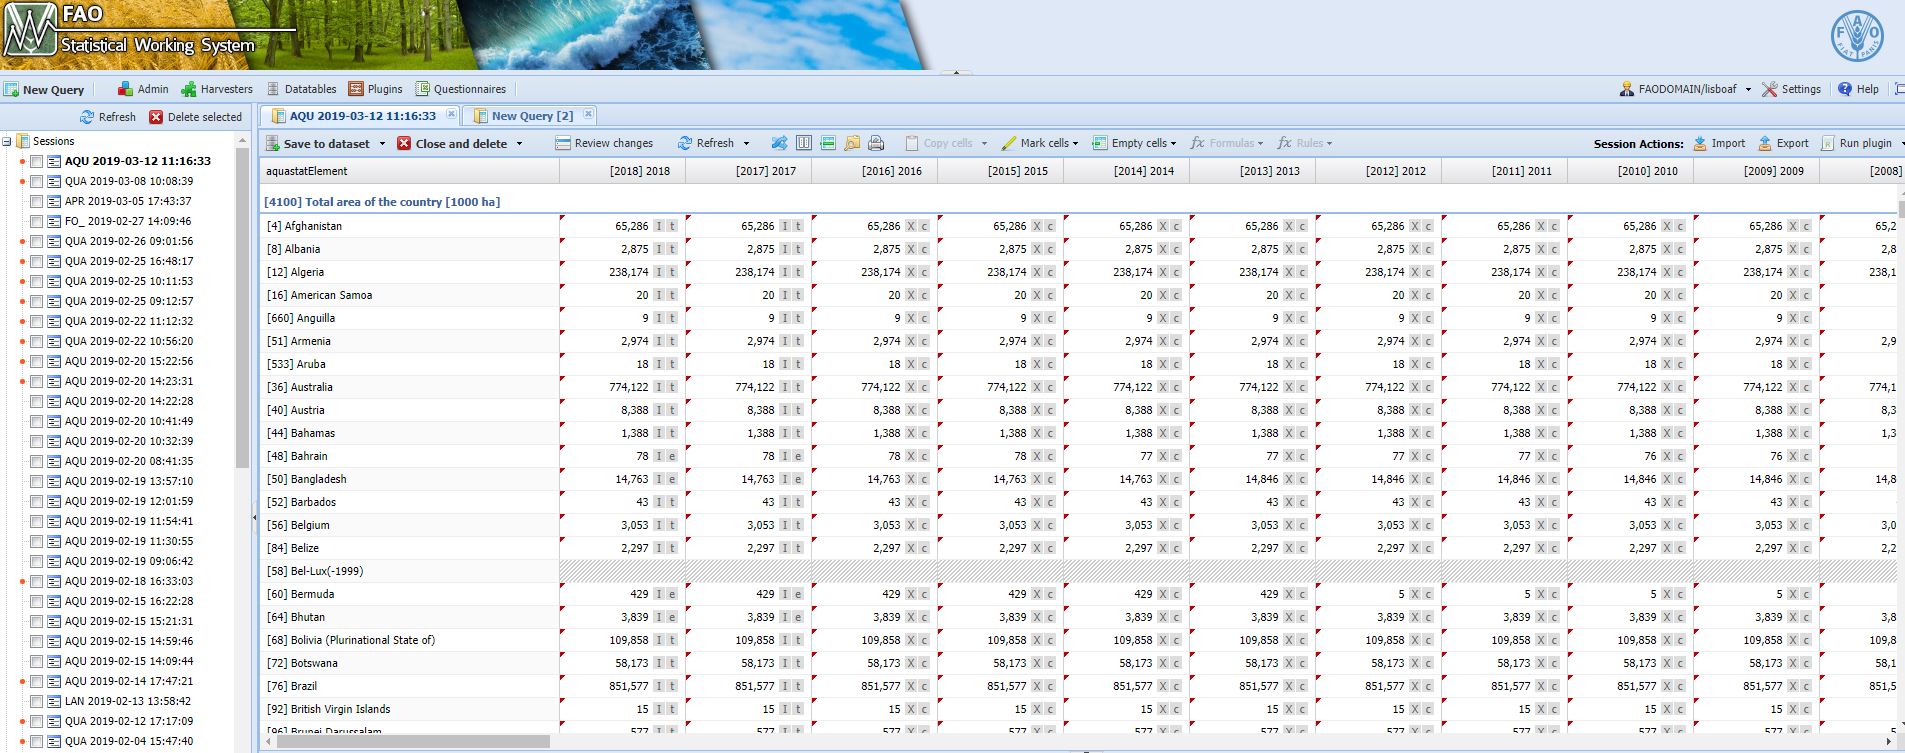 FAO
Statistical Working System
New Query Admin Harvesters Datatables Plugins Questionnaires FAODOMAIN/lisboaf Settings Help
Refresh Delete selected
AQU 2019-03-12 11:16:33 New Query [2]
Save to dataset Close and delete Review changes Refresh Copy cells Mark cells Empty cells fx Formulas fx Rules Session Actions: Import Export Run plugin
Sessions
AQU 2019-03-12 11:16:33
QUA 2019-03-08 10:08:39
APR 2019-03-05 17:43:37
FO_ 2019-02-27 14:09:46
QUA 2019-02-26 09:01:56
QUA 2019-02-25 16:48:17
QUA 2019-02-25 10:11:53
QUA 2019-02-25 09:12:57
QUA 2019-02-22 11:12:32
QUA 2019-02-22 10:56:20
AQU 2019-02-20 15:22:56
AQU 2019-02-20 14:23:31
AQU 2019-02-20 14:22:28
AQU 2019-02-20 10:41:49
AQU 2019-02-20 10:32:39
AQU 2019-02-20 08:41:35
AQU 2019-02-19 13:57:10
AQU 2019-02-19 12:01:59
AQU 2019-02-19 11:54:41
AQU 2019-02-19 11:30:55
AQU 2019-02-19 09:06:42
AQU 2019-02-18 16:33:03
AQU 2019-02-15 16:22:28
AQU 2019-02-15 15:21:31
AQU 2019-02-15 14:59:46
AQU 2019-02-15 14:09:44
AQU 2019-02-14 17:47:21
LAN 2019-02-13 13:58:42
QUA 2019-02-12 17:17:09
QUA 2019-02-04 15:47:40
aquastatElement [2018] 2018 [2017] 2017 [2016] 2016 [2015] 2015 [2014] 2014 [2013] 2013 [2012] 2012 [2011] 2011 [2010] 2010 [2009] 2009 [2008]
[4100] Total area of the country [1000 ha]
[4] Afghanistan 65,286 I t 65,286 I t 65,286 X c 65,286 X c 65,286 X c 65,286 X c 65,286 X c 65,286 X c 65,286 X c 65,286 X c 65,2
[8] Albania 2,875 I t 2,875 I t 2,875 X c 2,875 X c 2,875 X c 2,875 X c 2,875 X c 2,875 X c 2,875 X c 2,875 X c 2,8
[12] Algeria 238,174 I t 238,174 I t 238,174 X c 238,174 X c 238,174 X c 238,174 X c 238,174 X c 238,174 X c 238,174 X c 238,174 X c 238,1
[16] American Samoa 20 I t 20 I t 20 X c 20 X c 20 X c 20 X c 20 X c 20 X c 20 X c 20 X c
[660] Anguilla 9 I t 9 I t 9 X c 9 X c 9 X c 9 X c 9 X c 9 X c 9 X c 9 X c
[51] Armenia 2,974 I t 2,974 I t 2,974 X c 2,974 X c 2,974 X c 2,974 X c 2,974 X c 2,974 X c 2,974 X c 2,974 X c 2,9
[533] Aruba 18 I t 18 I t 18 X c 18 X c 18 X c 18 X c 18 X c 18 X c 18 X c 18 X c
[36] Australia 774,122 I t 774,122 I t 774,122 X c 774,122 X c 774,122 X c 774,122 X c 774,122 X c 774,122 X c 774,122 X c 774,122 X c 774,1
[40] Austria 8,388 I t 8,388 I t 8,388 X c 8,388 X c 8,388 X c 8,388 X c 8,388 X c 8,388 X c 8,388 X c 8,388 X c 8,3
[44] Bahamas 1,388 I t 1,388 I t 1,388 X c 1,388 X c 1,388 X c 1,388 X c 1,388 X c 1,388 X c 1,388 X c 1,388 X c 1,3
[48] Bahrain 78 I e 78 I e 78 X c 78 X c 77 X c 77 X c 77 X c 77 X c 76 X c 76 X c
[50] Bangladesh 14,763 I e 14,763 I e 14,763 X c 14,763 X c 14,763 X c 14,846 X c 14,846 X c 14,846 X c 14,846 X c 14,846 X c 14,8
[52] Barbados 43 I t 43 I t 43 X c 43 X c 43 X c 43 X c 43 X c 43 X c 43 X c 43 X c
[56] Belgium 3,053 I t 3,053 I t 3,053 X c 3,053 X c 3,053 X c 3,053 X c 3,053 X c 3,053 X c 3,053 X c 3,053 X c 3,0
[84] Belize 2,297 I t 2,297 I t 2,297 X c 2,297 X c 2,297 X c 2,297 X c 2,297 X c 2,297 X c 2,297 X c 2,297 X c 2,2
[58] Bel-Lux(-1999)
[60] Bermuda 429 I e 429 I e 429 X c 429 X c 429 X c 429 X c 5 X c 5 X c 5 X c 5 X c
[64] Bhutan 3,839 I e 3,839 I e 3,839 X c 3,839 X c 3,839 X c 3,839 X c 3,839 X c 3,839 X c 3,839 X c 3,839 X c 3,8
[68] Bolivia (Plurinational State of) 109,858 I t 109,858 I t 109,858 X c 109,858 X c 109,858 X c 109,858 X c 109,858 X c 109,858 X c 109,858 X c 109,858 X c 109,8
[72] Botswana 58,173 I t 58,173 I t 58,173 X c 58,173 X c 58,173 X c 58,173 X c 58,173 X c 58,173 X c 58,173 X c 58,173 X c 58,1
[76] Brazil 851,577 I t 851,577 I t 851,577 X c 851,577 X c 851,577 X c 851,577 X c 851,577 X c 851,577 X c 851,577 X c 851,577 X c 851,5
[92] British Virgin Islands 15 I t 15 I t 15 X c 15 X c 15 X c 15 X c 15 X c 15 X c 15 X c 15 X c
[96] Brunei Darussalam 577 I t 577 I t 577 X c 577 X c 577 X c 577 X c 577 X c 577 X c 577 X c 577 X c